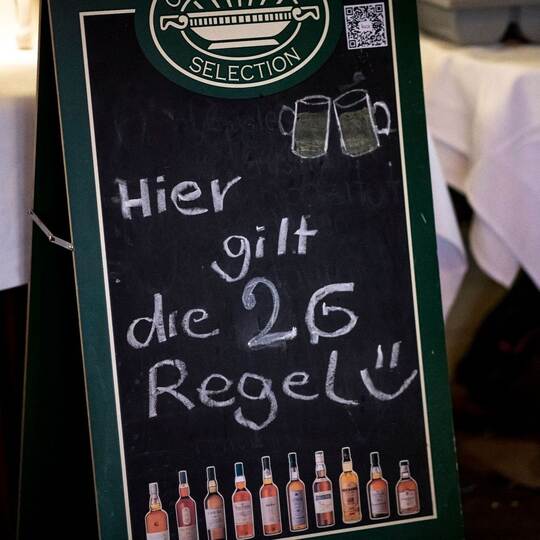 SELECTION
Hier
gilt
die 2G
Regel